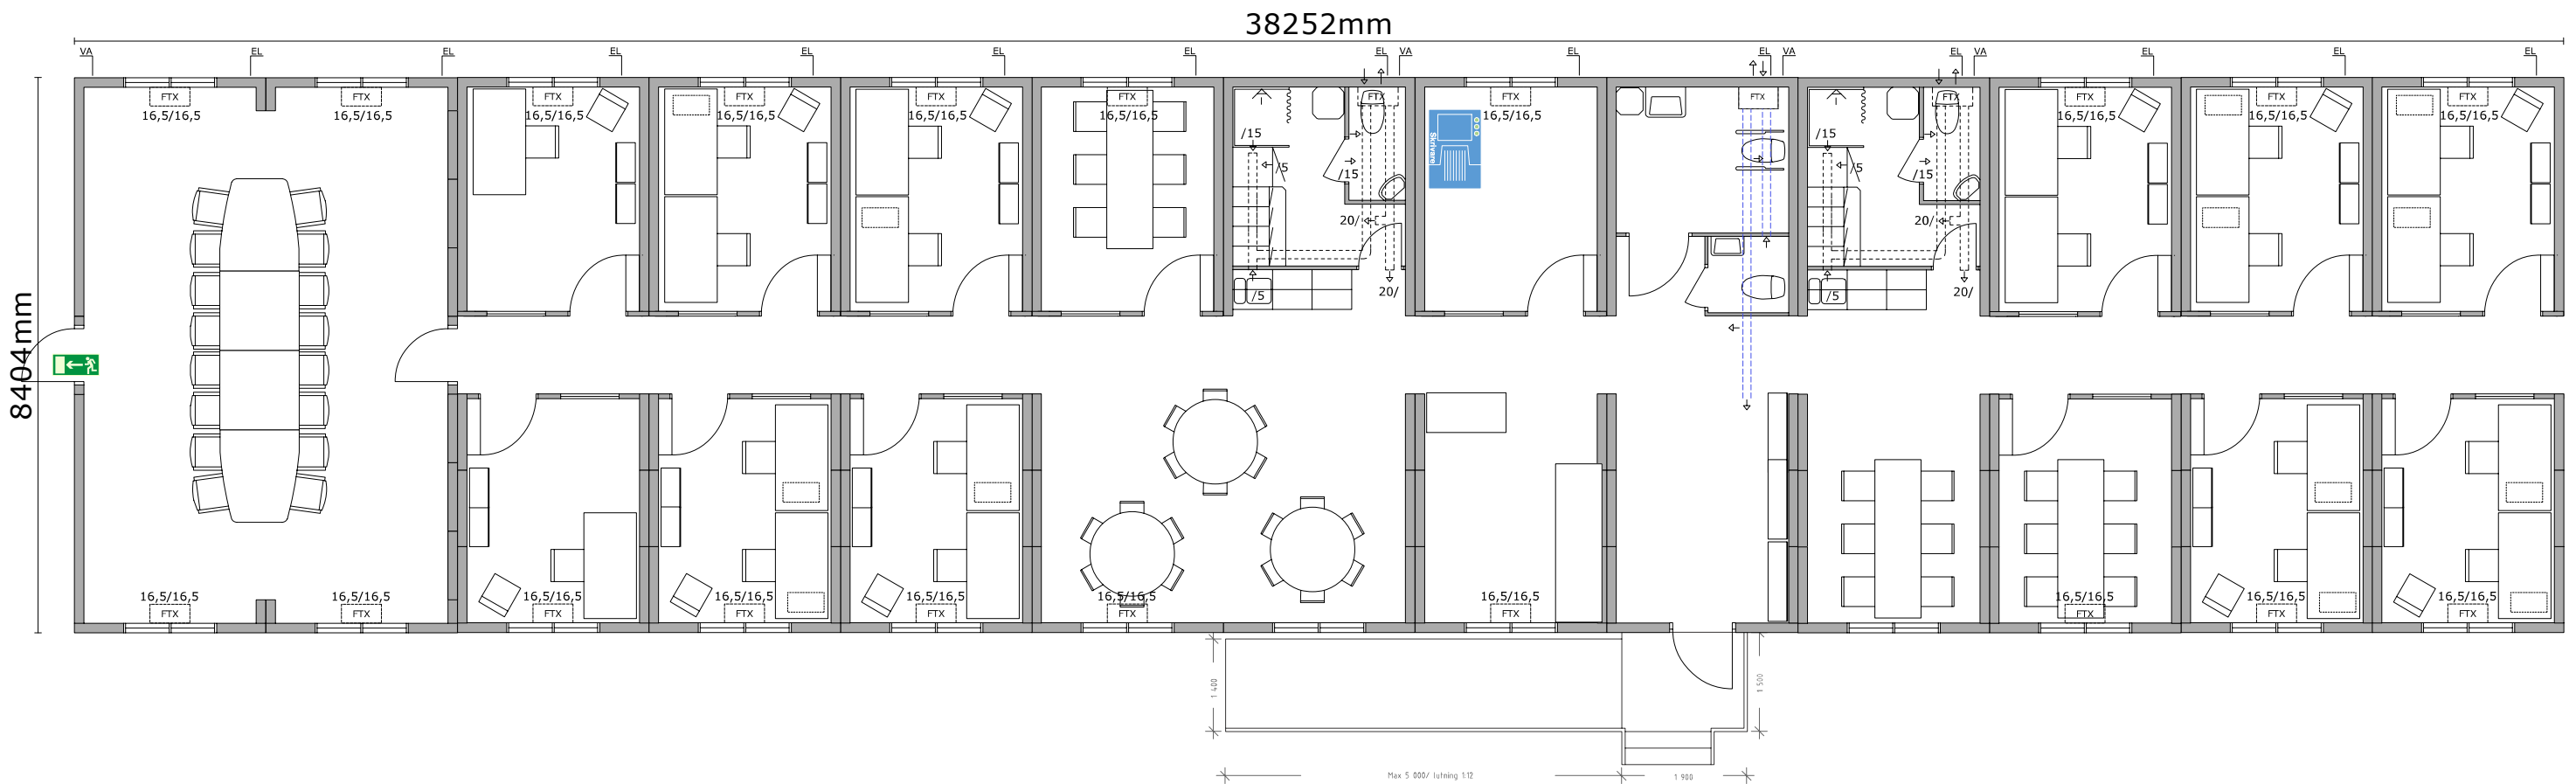 38252mm
VA EL EL EL EL EL EL EL VA EL EL VA EL VA EL EL EL
FTX FTX FTX FTX FTX FTX FTX FTX FTX FTX FTX FTX FTX
16,5/16,5 16,5/16,5 16,5/16,5 16,5/16,5 16,5/16,5 16,5/16,5 16,5/16,5 16,5/16,5 16,5/16,5 16,5/16,5
/15 /15
Skrivare
/5 /5
/15 /15
20/ 20/
20/ 20/
/5 /5
8404mm
16,5/16,5 16,5/16,5 16,5/16,5 16,5/16,5 16,5/16,5 16,5/16,5 16,5/16,5 16,5/16,5 16,5/16,5 16,5/16,5
FTX FTX FTX FTX FTX FTX FTX FTX FTX FTX
1 400
1 500
Max 5 000/ lutning 1:12
1 900